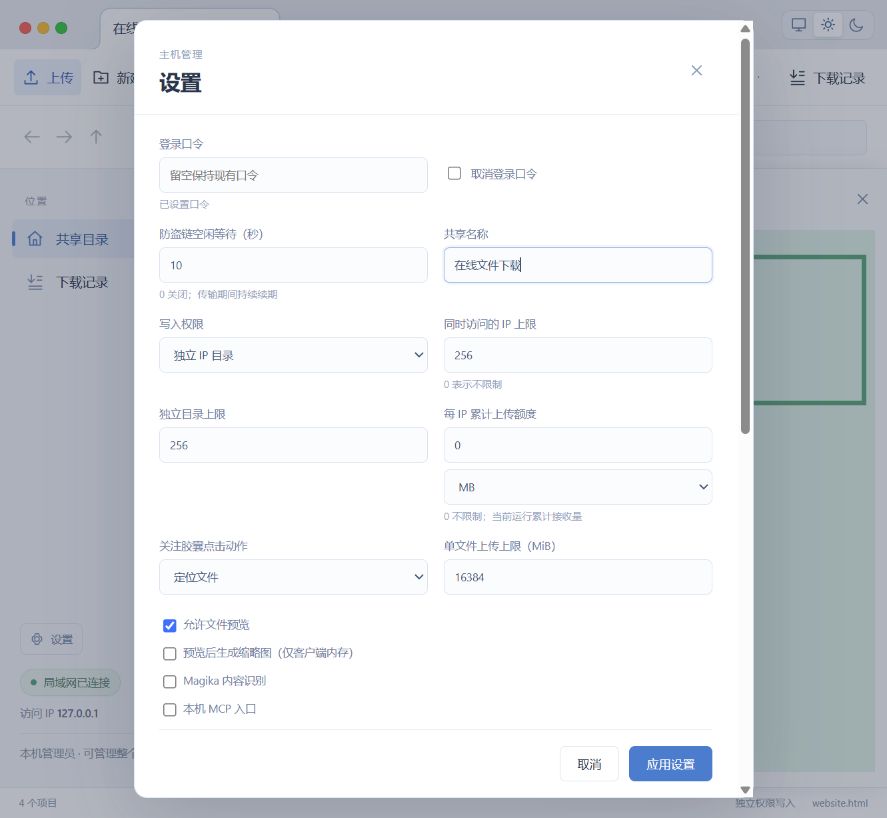 在线
上传
新建
下载记录
主机管理
设置
登录口令
留空保持现有口令
取消登录口令
已设置口令
位置
共享目录
下载记录
防盗链空闲等待（秒）
共享名称
10
在线文件下载
0 关闭；传输期间持续续期
写入权限
同时访问的 IP 上限
独立 IP 目录
256
0 表示不限制
独立目录上限
每 IP 累计上传额度
256
0
MB
0 不限制；当前运行累计接收量
关注胶囊点击动作
单文件上传上限（MiB）
定位文件
16384
允许文件预览
预览后生成缩略图（仅客户端内存）
Magika 内容识别
本机 MCP 入口
设置
局域网已连接
访问 IP 127.0.0.1
本机管理员 · 可管理整个
取消
应用设置
4 个项目
独立权限写入
website.html